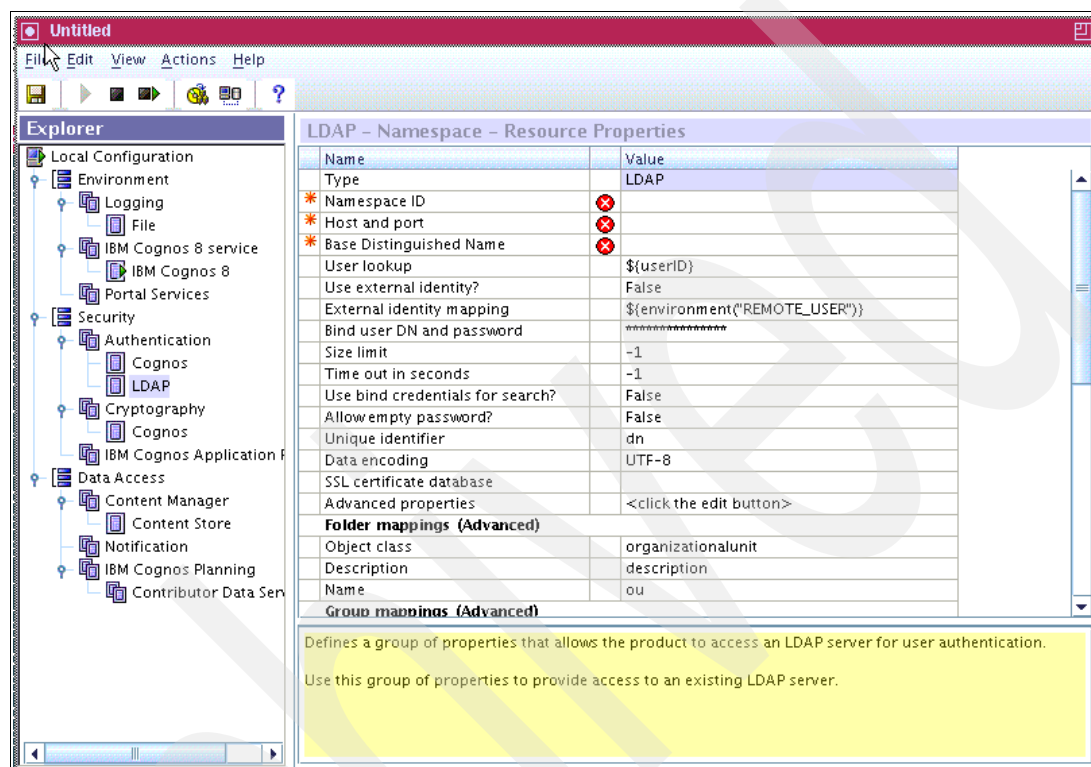 Untitled
File Edit View Actions Help
Explorer
Local Configuration
Environment
Logging
File
IBM Cognos 8 service
IBM Cognos 8
Portal Services
Security
Authentication
Cognos
LDAP
Cryptography
Cognos
IBM Cognos Application
Data Access
Content Manager
Content Store
Notification
IBM Cognos Planning
Contributor Data Serv
LDAP – Namespace – Resource Properties
Name Value
Type LDAP
* Namespace ID
* Host and port
* Base Distinguished Name
User lookup ${userID}
Use external identity? False
External identity mapping ${environment("REMOTE_USER")}
Bind user DN and password ***************
Size limit -1
Time out in seconds -1
Use bind credentials for search? False
Allow empty password? False
Unique identifier dn
Data encoding UTF-8
SSL certificate database
Advanced properties <click the edit button>
Folder mappings (Advanced)
Object class organizationalunit
Description description
Name ou
Group mappings (Advanced)
Defines a group of properties that allows the product to access an LDAP server for user authentication.
Use this group of properties to provide access to an existing LDAP server.